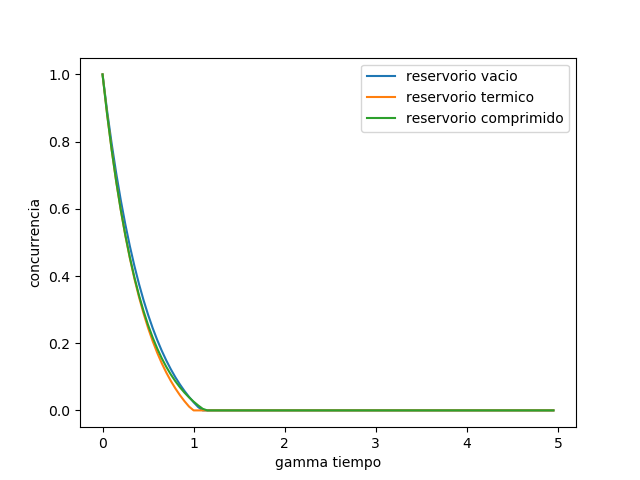 reservorio vacio
reservorio termico
reservorio comprimido
concurrencia
1.0
0.8
0.6
0.4
0.2
0.0
0 1 2 3 4 5
gamma tiempo